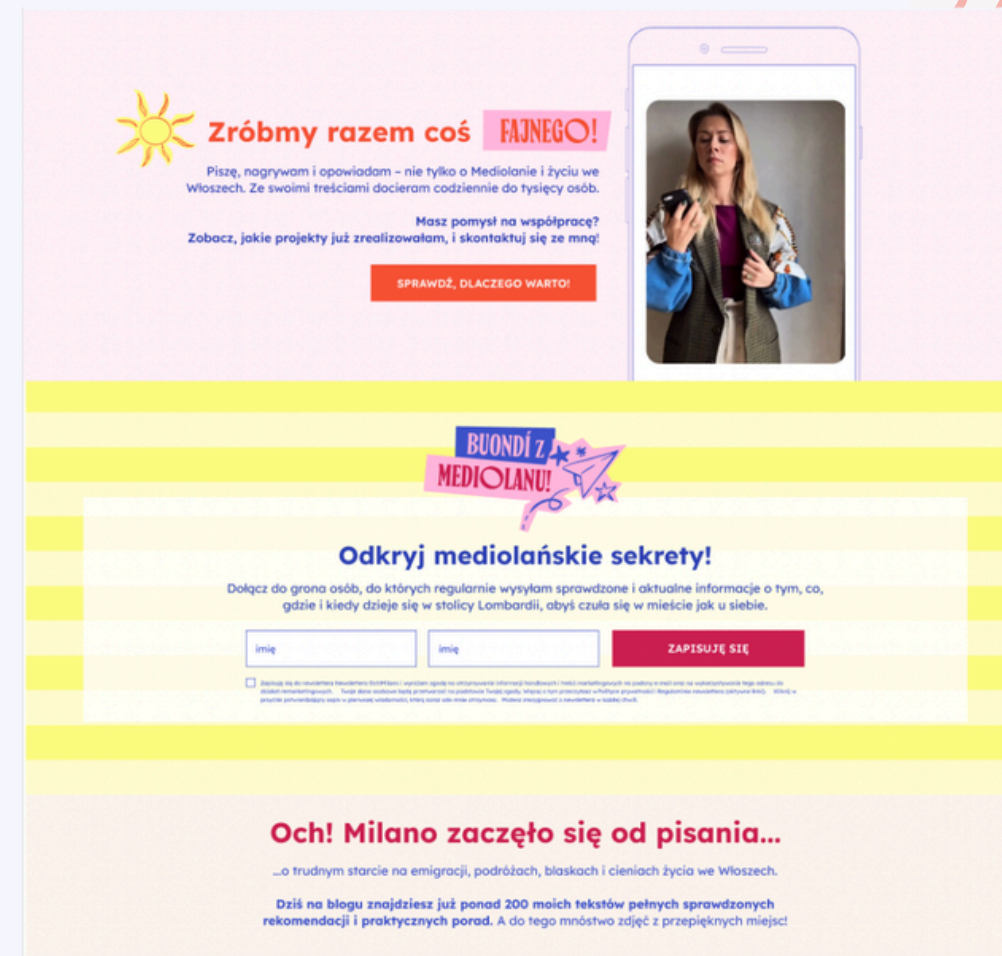 Zróbmy razem coś FAJNEGO!
Piszę, nagrywam i opowiadam – nie tylko o Mediolanie i życiu we
Włoszech. Ze swoimi treściami docieram codziennie do tysięcy osób.
Masz pomysł na współpracę?
Zobacz, jakie projekty już zrealizowałam, i skontaktuj się ze mną!
SPRAWDŹ, DLACZEGO WARTO!
BUONDÍ Z
MEDIOLANU!
Odkryj mediolańskie sekrety!
Dołącz do grona osób, do których regularnie wysyłam sprawdzone i aktualne informacje o tym, co,
gdzie i kiedy dzieje się w stolicy Lombardii, abyś czuła się w mieście jak u siebie.
imię
imię
ZAPISUJĘ SIĘ
Och! Milano zaczęło się od pisania...
...o trudnym starcie na emigracji, podróżach, blaskach i cieniach życia we Włoszech.
Dziś na blogu znajdziesz już ponad 200 moich tekstów pełnych sprawdzonych
rekomendacji i praktycznych porad. A do tego mnóstwo zdjęć z przepięknych miejsc!